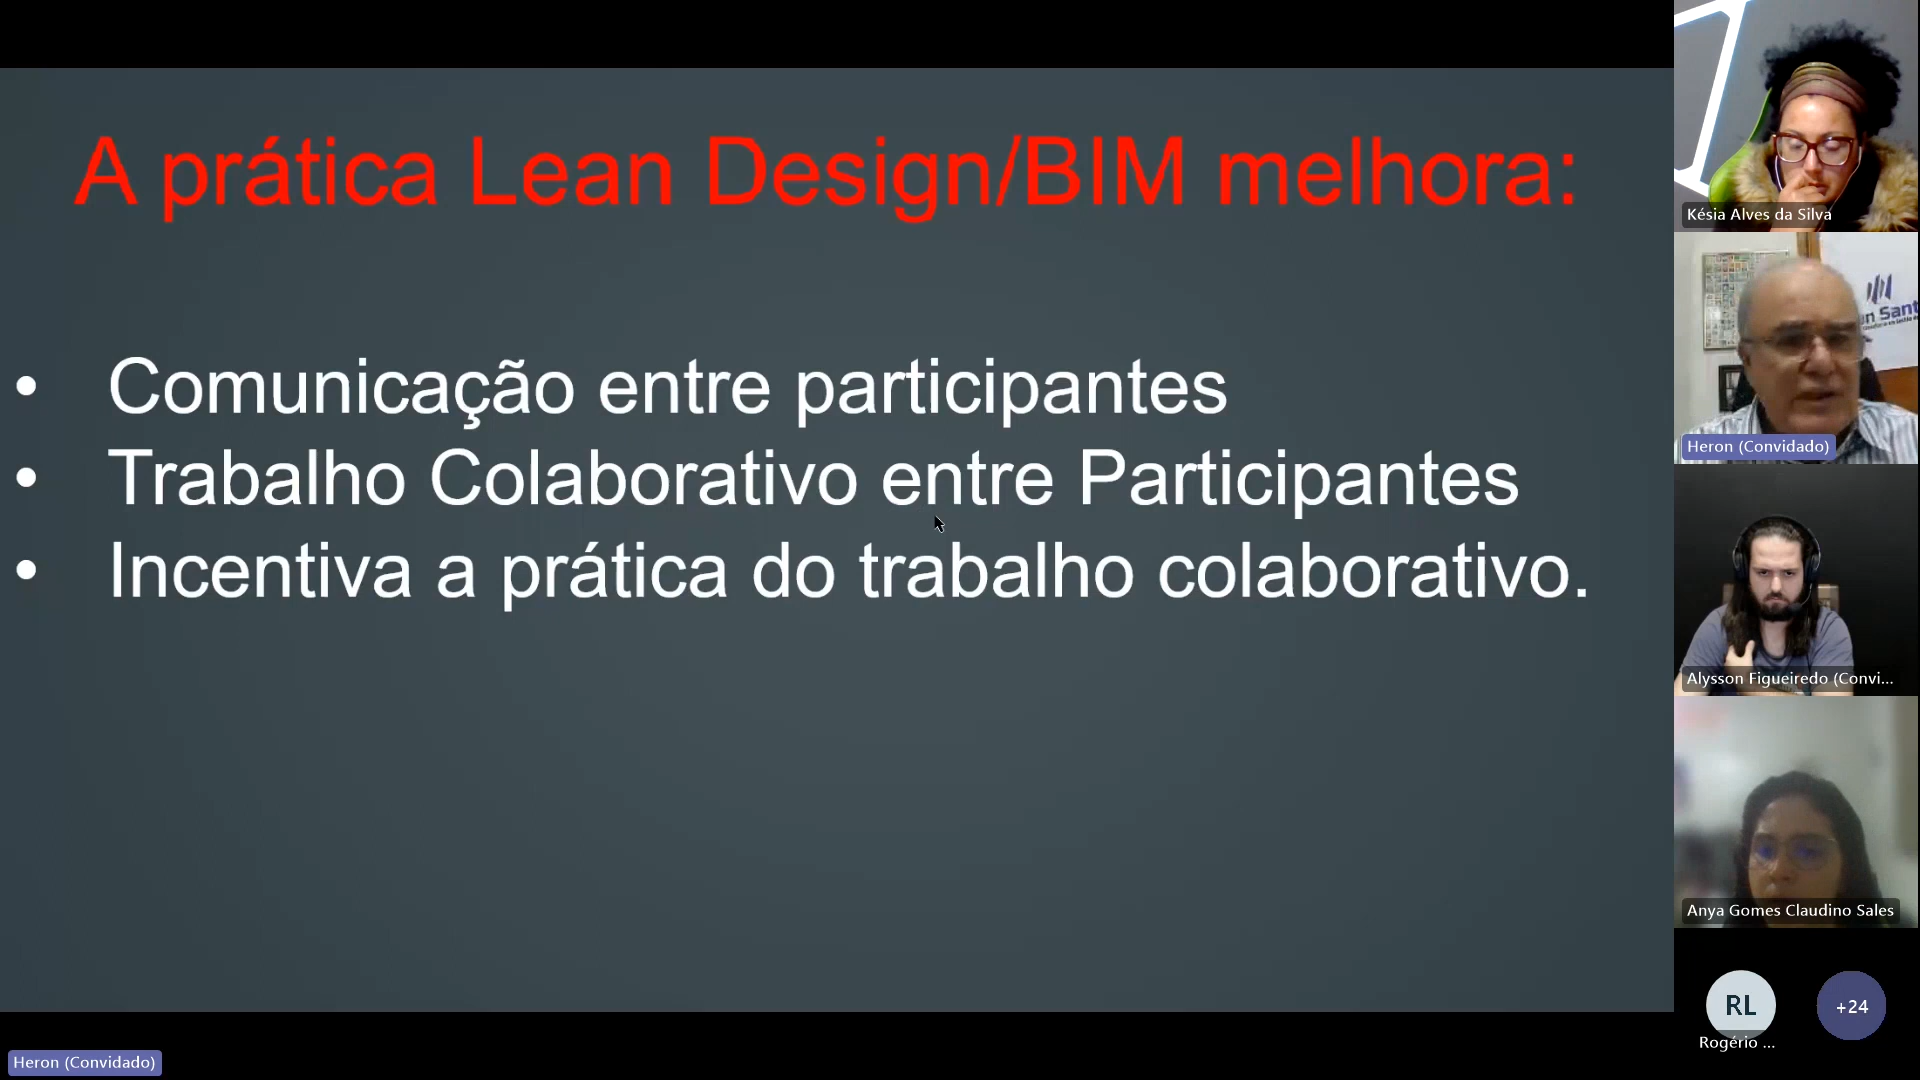 A prática Lean Design/BIM melhora:
• Comunicação entre participantes
• Trabalho Colaborativo entre Participantes
• Incentiva a prática do trabalho colaborativo.
Heron (Convidado)
Késia Alves da Silva
n Sant
Heron (Convidado)
Alysson Figueiredo (Convi...
Anya Gomes Claudino Sales
RL
Rogério ...
+24